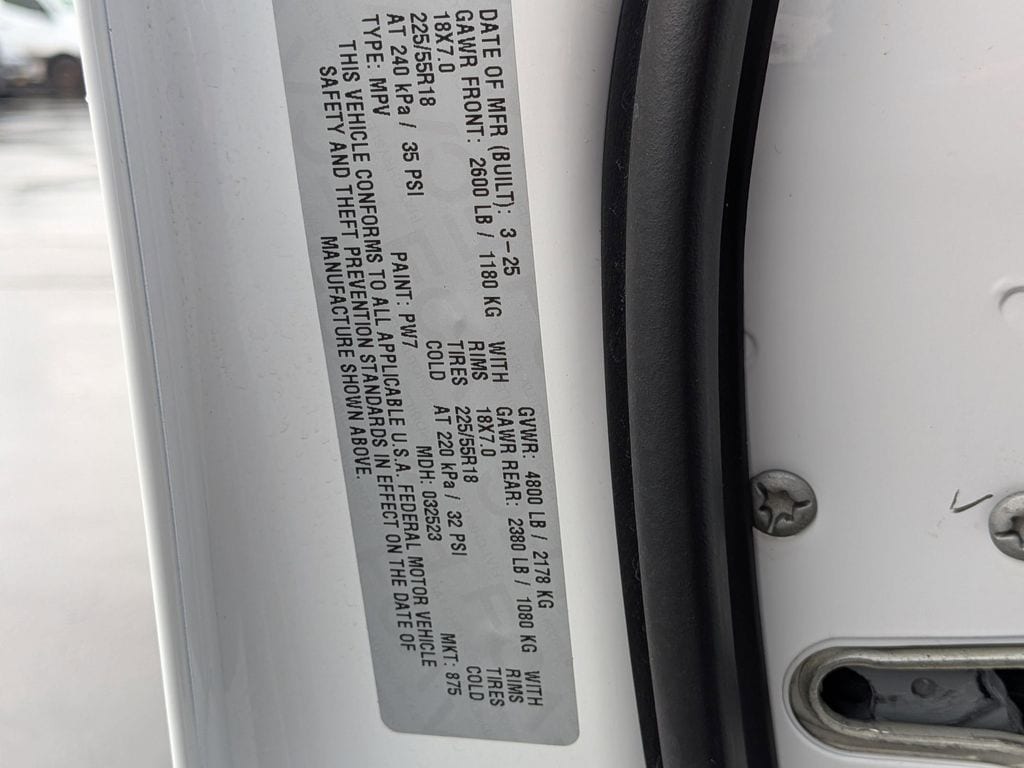 DATE OF MFR (BUILT): 3-25 GVWR: 4800 LB / 2178 KG
GAWR FRONT: 2600 LB / 1180 KG WITH GAWR REAR: 2380 LB / 1080 KG WITH
18X7.0 RIMS 18X7.0 RIMS
225/55R18 TIRES 225/55R18 TIRES
AT 240 kPa / 35 PSI COLD AT 220 kPa / 32 PSI COLD
TYPE: MPV PAINT: PW7 MDH: 032523 MKT: 875
THIS VEHICLE CONFORMS TO ALL APPLICABLE U.S.A. FEDERAL MOTOR VEHICLE
SAFETY AND THEFT PREVENTION STANDARDS IN EFFECT ON THE DATE OF
MANUFACTURE SHOWN ABOVE.